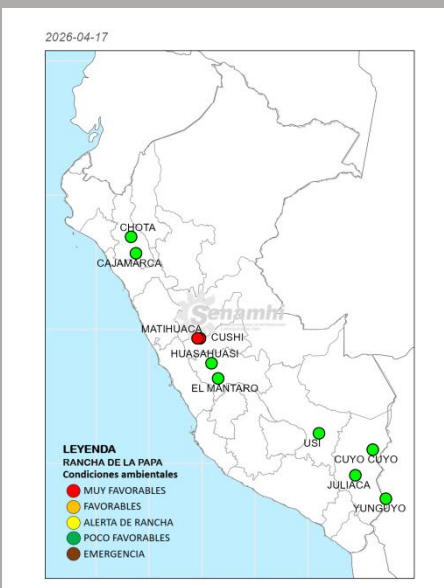 2026-04-17
CHOTA
CAJAMARCA
Senamhi
MATIHUACA
CUSHI
HUASAHUASI
EL MANTARO
USI
CUYO CUYO
JULIACA
YUNGUYO
LEYENDA
RANCHA DE LA PAPA
Condiciones ambientales
MUY FAVORABLES
FAVORABLES
ALERTA DE RANCHA
POCO FAVORABLES
EMERGENCIA